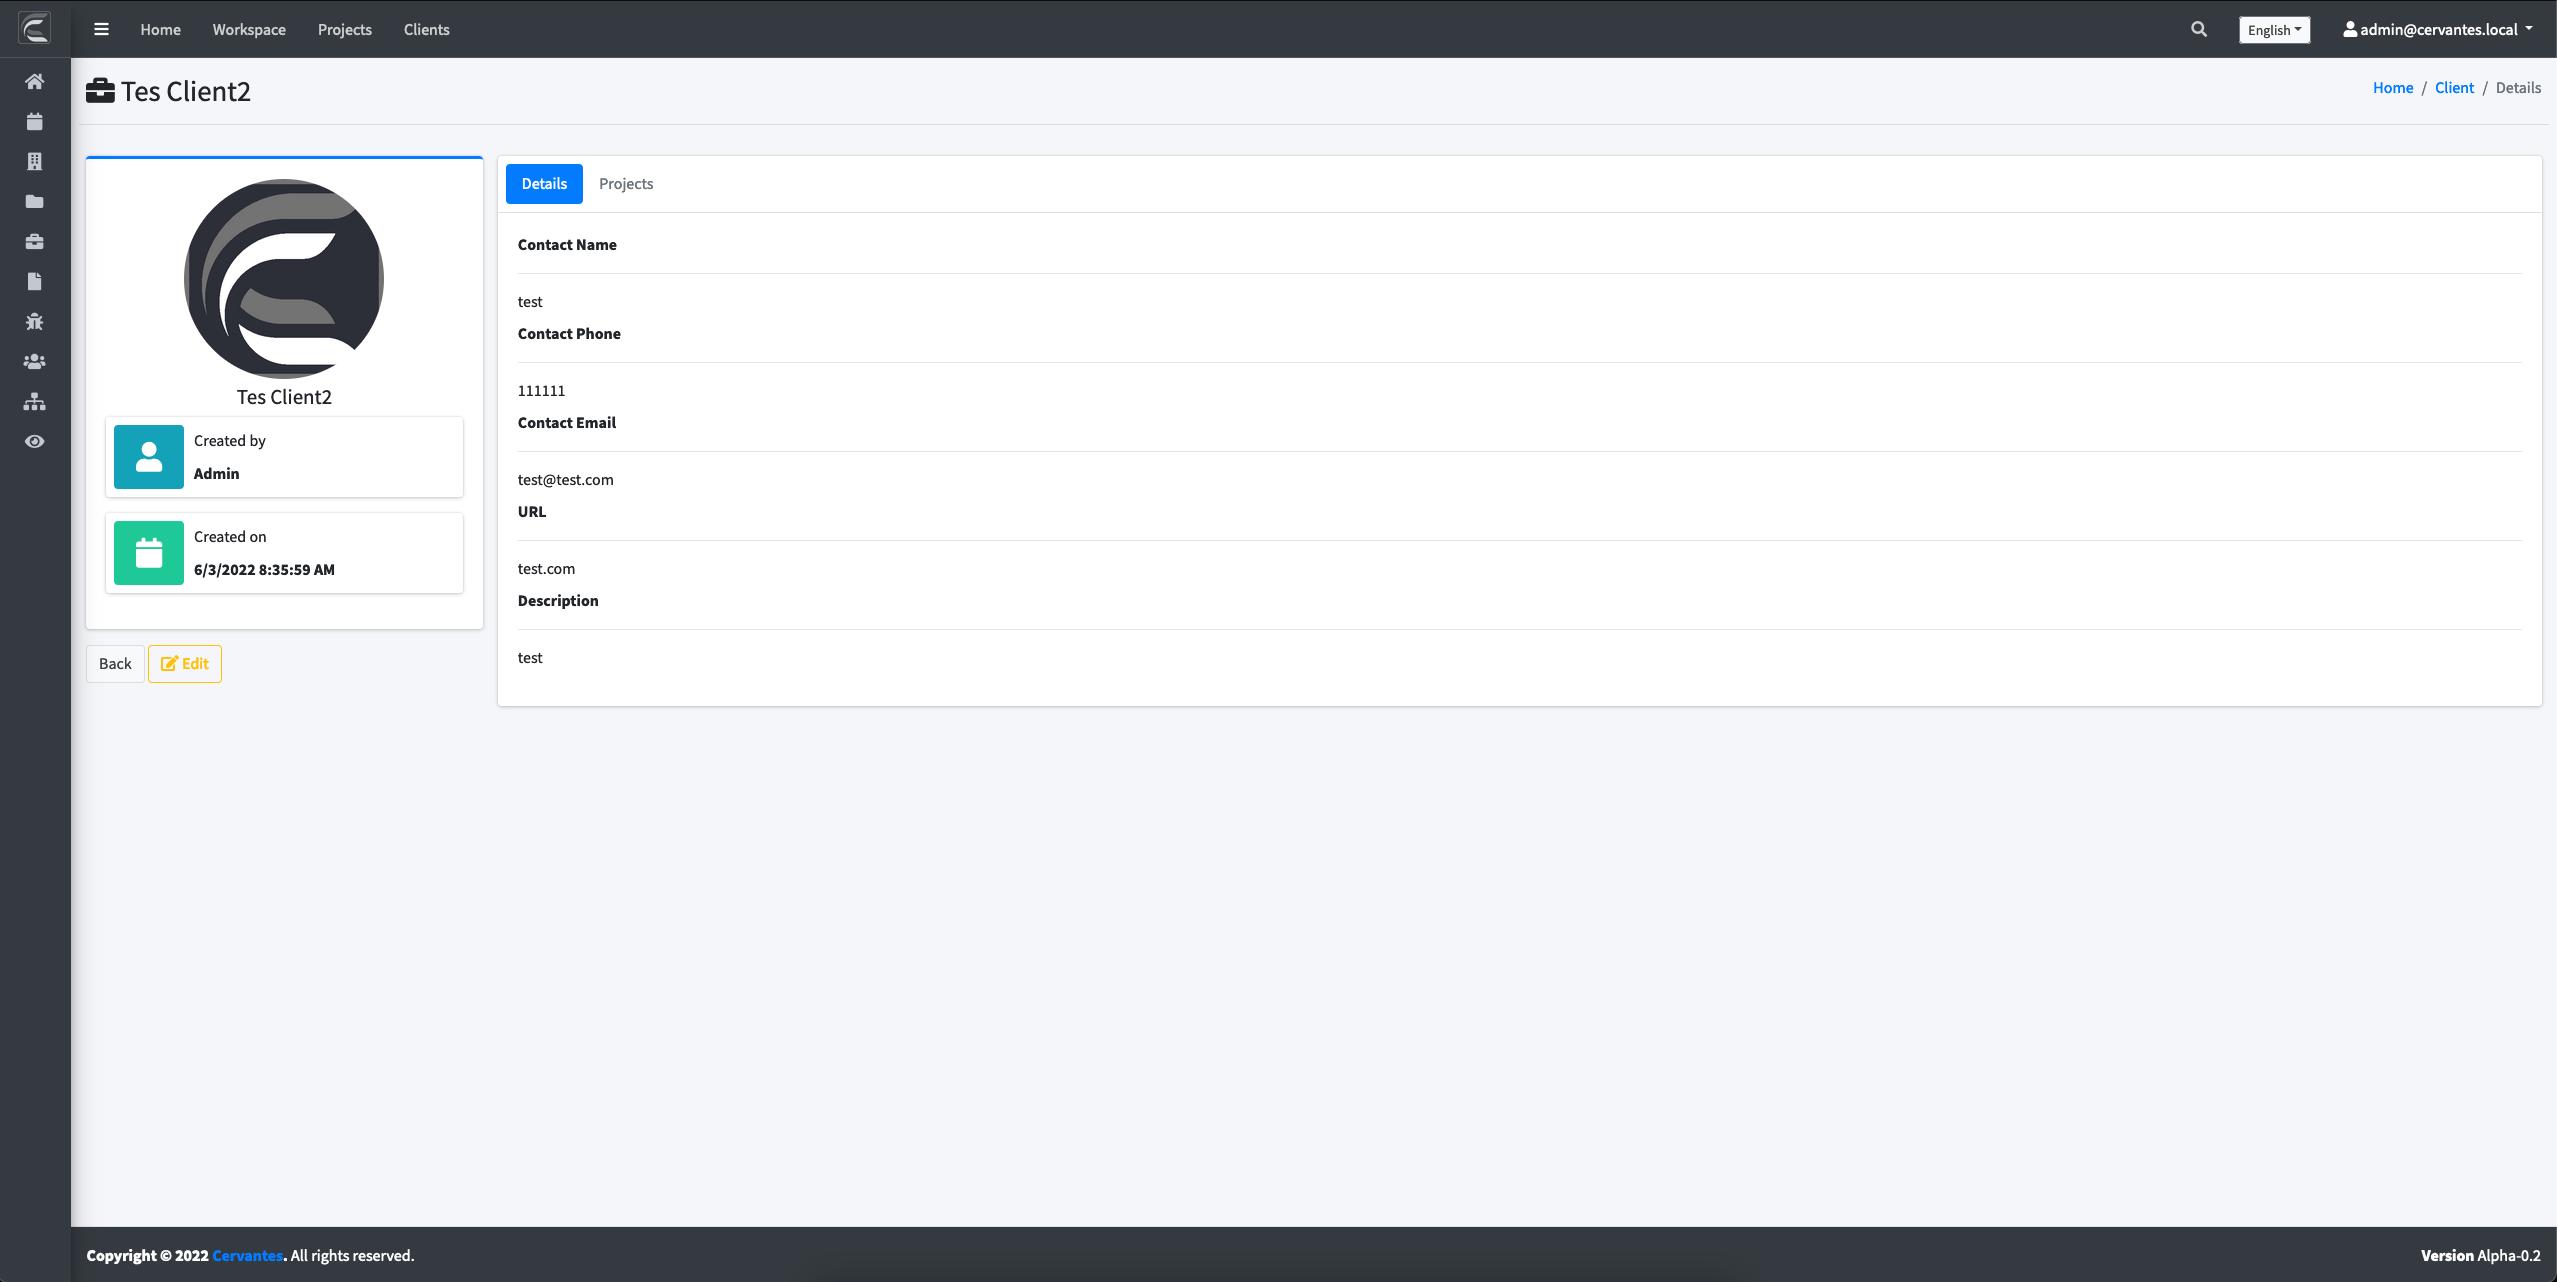 Home Workspace Projects Clients English admin@cervantes.local
Tes Client2
Home / Client / Details
Tes Client2
Created by
Admin
Created on
6/3/2022 8:35:59 AM
Back Edit
Details Projects
Contact Name
test
Contact Phone
111111
Contact Email
test@test.com
URL
test.com
Description
test
Copyright © 2022 Cervantes. All rights reserved.
Version Alpha-0.2